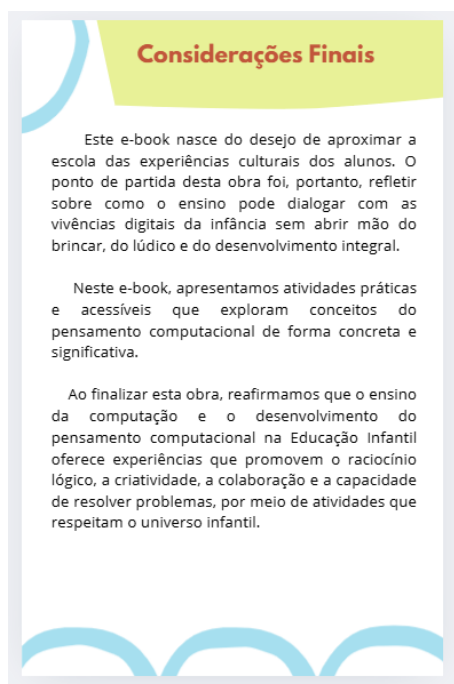 Considerações Finais
Este e-book nasce do desejo de aproximar a
escola das experiências culturais dos alunos. O
ponto de partida desta obra foi, portanto, refletir
sobre como o ensino pode dialogar com as
vivências digitais da infância sem abrir mão do
brincar, do lúdico e do desenvolvimento integral.
Neste e-book, apresentamos atividades práticas
e acessíveis que exploram conceitos do
pensamento computacional de forma concreta e
significativa.
Ao finalizar esta obra, reafirmamos que o ensino
da computação e o desenvolvimento do
pensamento computacional na Educação Infantil
oferece experiências que promovem o raciocínio
lógico, a criatividade, a colaboração e a capacidade
de resolver problemas, por meio de atividades que
respeitam o universo infantil.